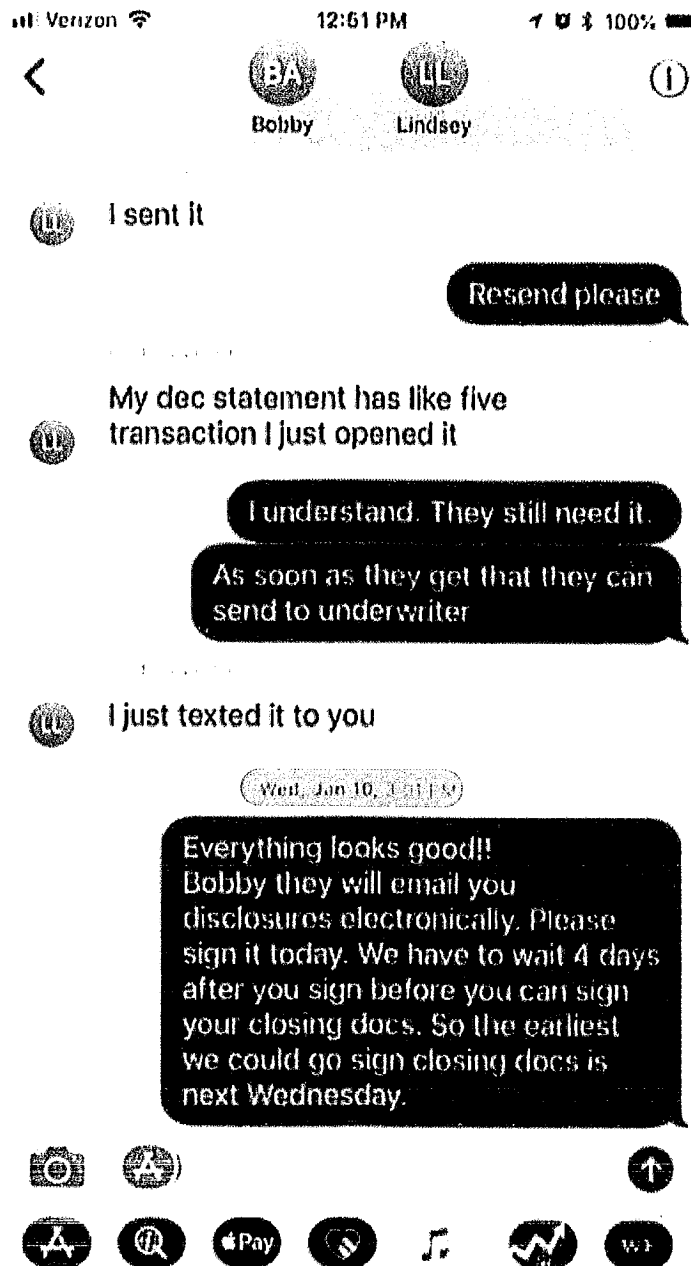 Verizon 12:51 PM 100%
BA LL
Bobby Lindsey
LL I sent it
Resend please
My dec statement has like five
LL transaction I just opened it
I understand. They still need it.
As soon as they get that they can
send to underwriter
LL I just texted it to you
Wed, Jan 10,
Everything looks good!!
Bobby they will email you
disclosures electronically. Please
sign it today. We have to wait 4 days
after you sign before you can sign
your closing docs. So the earliest
we could go sign closing docs is
next Wednesday.
Pay